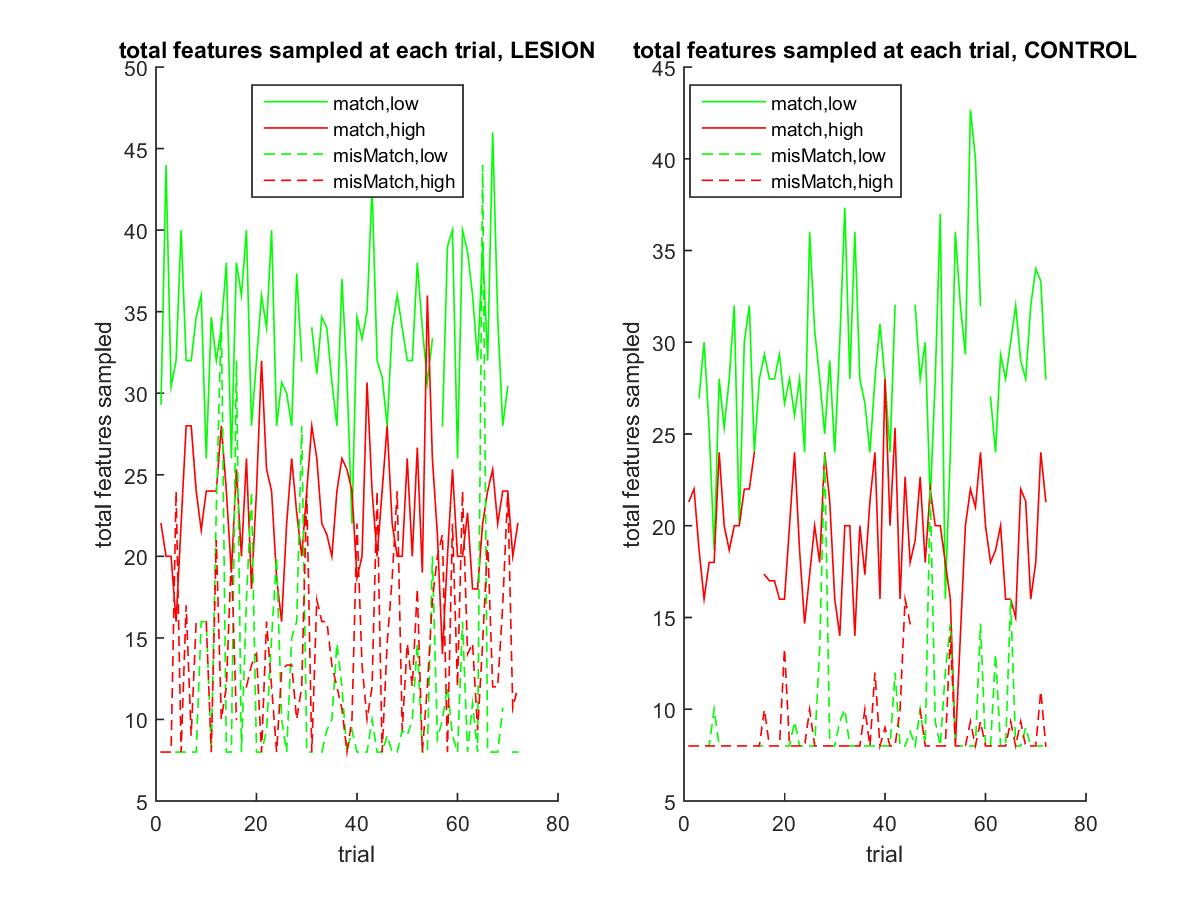 total features sampled at each trial, LESION
50
45
40
35
30
25
20
15
10
5
total features sampled
match,low
match,high
misMatch,low
misMatch,high
0 20 40 60 80
trial
total features sampled at each trial, CONTROL
45
40
35
30
25
20
15
10
5
total features sampled
match,low
match,high
misMatch,low
misMatch,high
0 20 40 60 80
trial